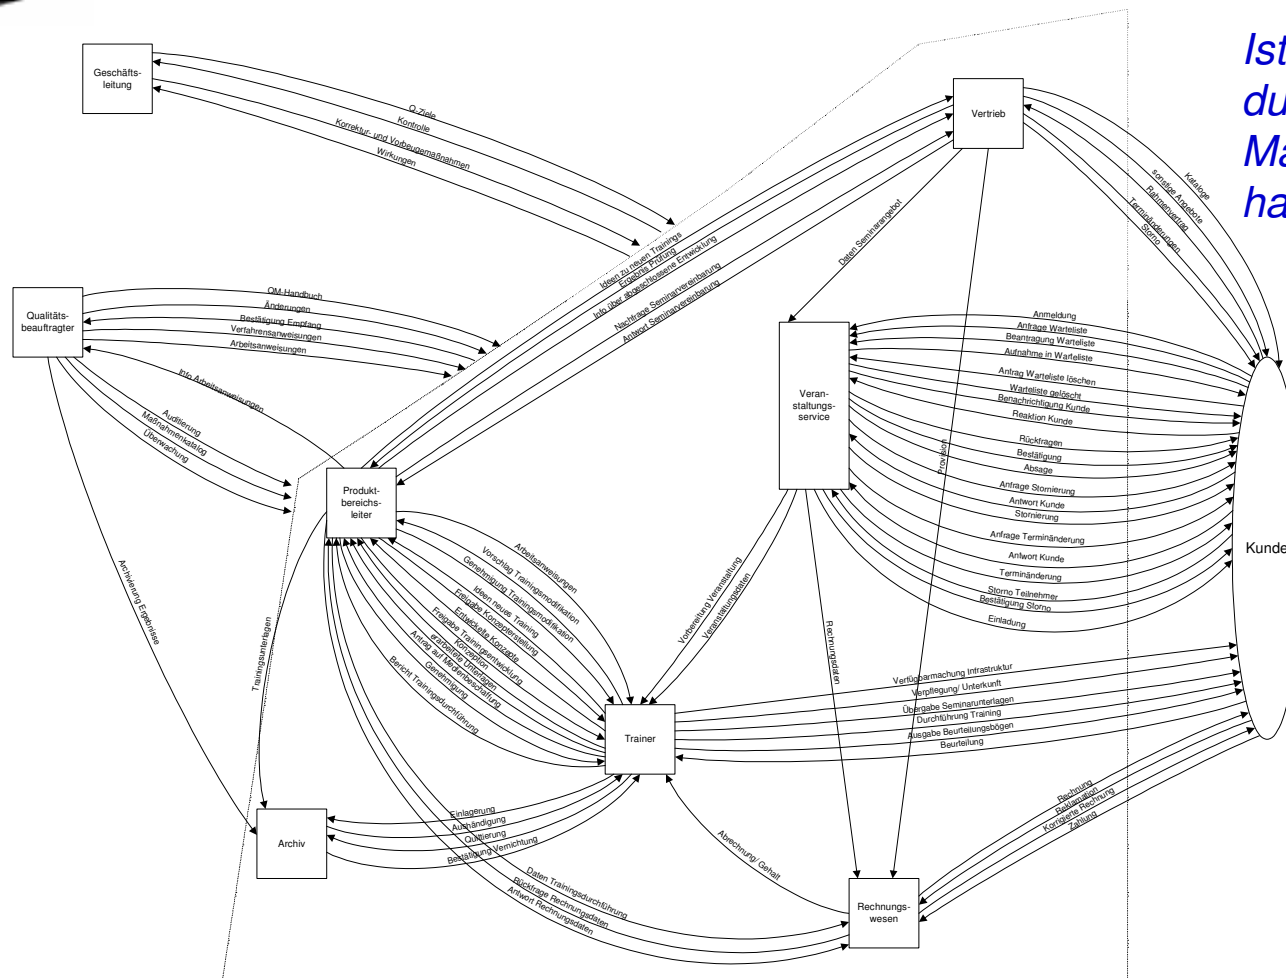 Ist
du
Ma
ha
Geschäfts-
leitung
Q-Ziele
Kontrolle
Korrektur- und Vorbeugemaßnahmen
Wirkungen
Vertrieb
Kataloge
sonstige Angebote
Rahmenvertrag
Terminänderungen
Storno
Daten Seminarangebot
Ideen zu neuen Trainings
Ergebnis Prüfung
Info über abgeschlossene Entwicklung
Nachfrage Seminarvereinbarung
Antwort Seminarvereinbarung
Qualitäts-
beauftragter
QM-Handbuch
Änderungen
Bestätigung Empfang
Verfahrensanweisungen
Arbeitsanweisungen
Info Arbeitsanweisungen
Auditierung
Maßnahmenkatalog
Überwachung
Archivierung Ergebnisse
Veran-
staltungs-
service
Anmeldung
Anfrage Warteliste
Beantragung Warteliste
Aufnahme in Warteliste
Antrag Warteliste löschen
Warteliste gelöscht
Benachrichtigung Kunde
Reaktion Kunde
Rückfragen
Bestätigung
Absage
Anfrage Stornierung
Antwort Kunde
Stornierung
Anfrage Terminänderung
Antwort Kunde
Terminänderung
Storno Teilnehmer
Bestätigung Storno
Einladung
Provision
Kunde
Produkt-
bereichs-
leiter
Arbeitsanweisungen
Vorschlag Trainingsmodifikation
Genehmigung Trainingsmodifikation
Ideen neues Training
Freigabe Konzepterstellung
Entwickelte Konzepte
Freigabe Trainingsentwicklung
Konzeption
erarbeitete Unterlagen
Antrag auf Medienbeschaffung
Genehmigung
Bericht Trainingsdurchführung
Vorbereitung Veranstaltung
Veranstaltungsdaten
Rechnungsdaten
Trainingsunterlagen
Trainer
Verfügbarmachung Infrastruktur
Verpflegung/ Unterkunft
Übergabe Seminarunterlagen
Durchführung Training
Ausgabe Beurteilungsbögen
Beurteilung
Archiv
Einlagerung
Aushändigung
Quittierung
Bestätigung Vernichtung
Abrechnung/ Gehalt
Rechnung
Reklamation
Korrigierte Rechnung
Zahlung
Daten Trainingsdurchführung
Rückfrage Rechnungsdaten
Antwort Rechnungsdaten
Rechnungs-
wesen